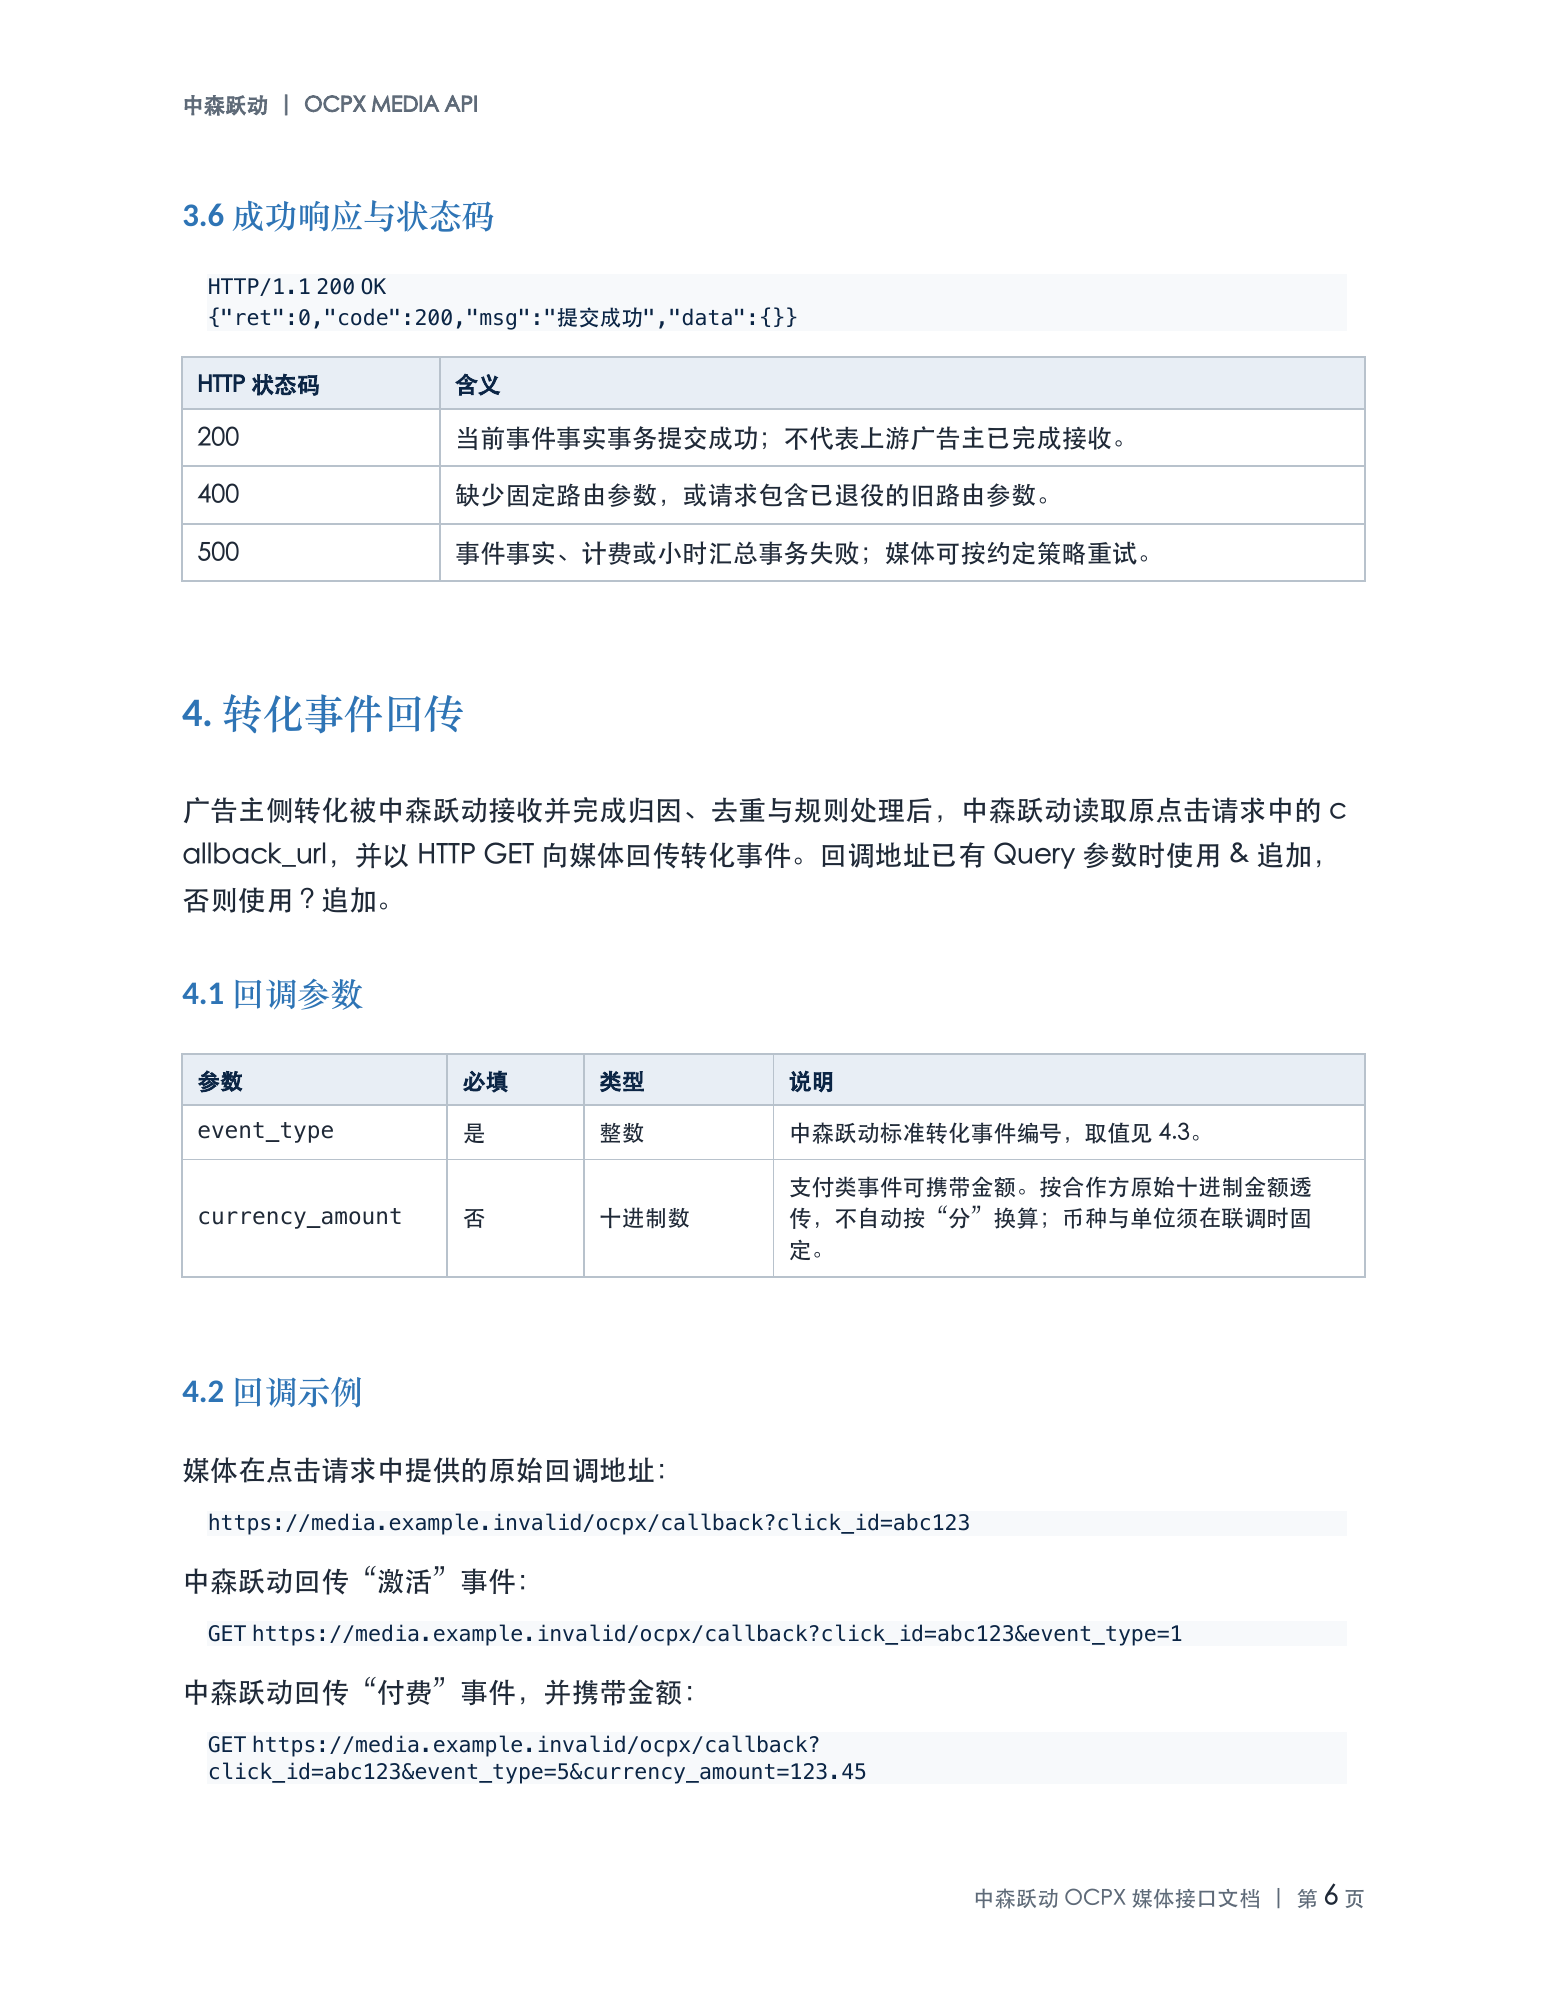 中森跃动 | OCPX MEDIA API
3.6 成功响应与状态码
HTTP/1.1 200 OK
{"ret":0,"code":200,"msg":"提交成功","data":{}}
HTTP 状态码 含义
200 当前事件事实事务提交成功；不代表上游广告主已完成接收。
400 缺少固定路由参数，或请求包含已退役的旧路由参数。
500 事件事实、计费或小时汇总事务失败；媒体可按约定策略重试。
4. 转化事件回传
广告主侧转化被中森跃动接收并完成归因、去重与规则处理后，中森跃动读取原点击请求中的 c
allback_url，并以 HTTP GET 向媒体回传转化事件。回调地址已有 Query 参数时使用 & 追加，
否则使用 ? 追加。
4.1 回调参数
参数 必填 类型 说明
event_type 是 整数 中森跃动标准转化事件编号，取值见 4.3。
currency_amount 否 十进制数 支付类事件可携带金额。按合作方原始十进制金额透
传，不自动按“分”换算；币种与单位须在联调时固
定。
4.2 回调示例
媒体在点击请求中提供的原始回调地址：
https://media.example.invalid/ocpx/callback?click_id=abc123
中森跃动回传“激活”事件：
GET https://media.example.invalid/ocpx/callback?click_id=abc123&event_type=1
中森跃动回传“付费”事件，并携带金额：
GET https://media.example.invalid/ocpx/callback?
click_id=abc123&event_type=5&currency_amount=123.45
中森跃动 OCPX 媒体接口文档 | 第 6 页